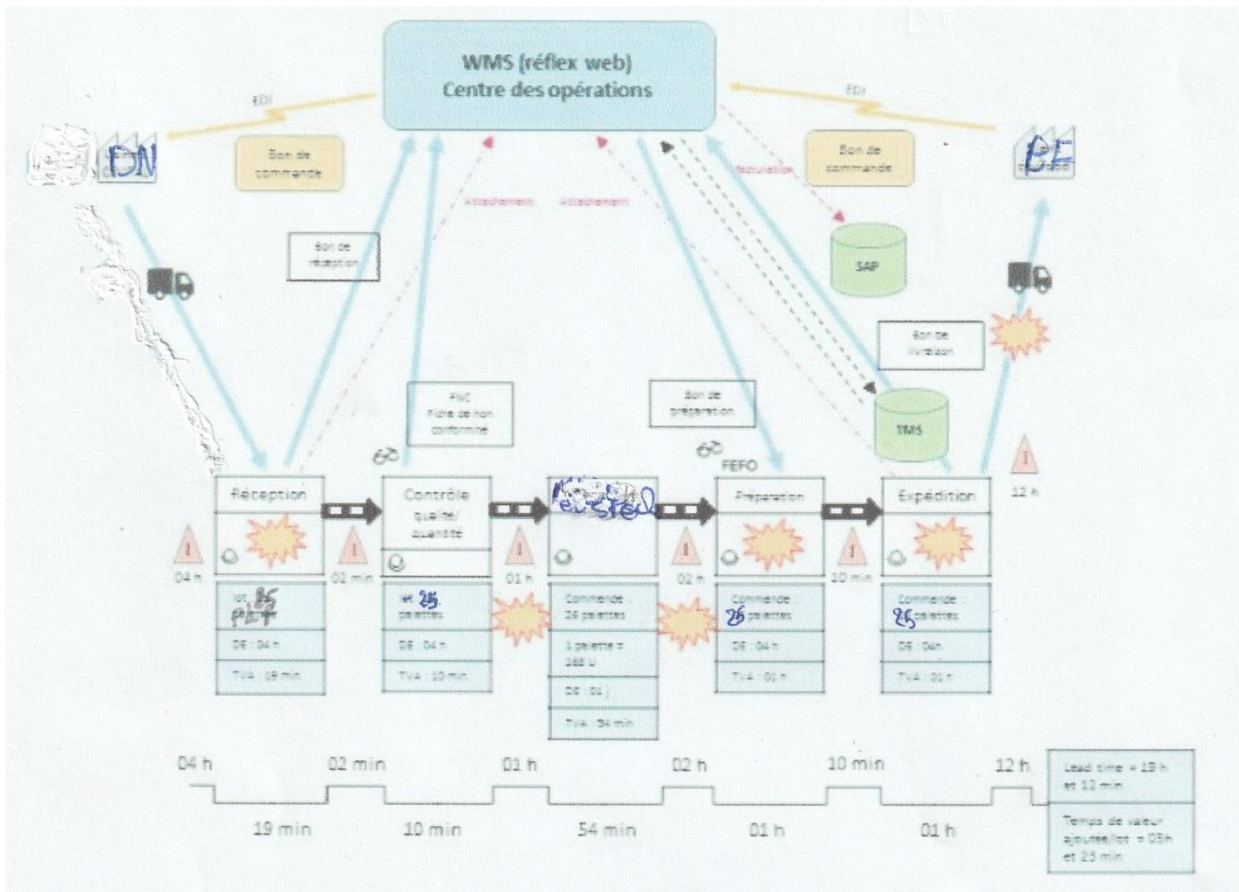 WMS (réflex web)
Centre des opérations
EDI
EDI
DN
BE
Bon de
commande
Bon de
commande
Attachement
Attachement
facturation
Bon de
réception
SAP
Bon de
livraison
FNC
Fiche de non
conformité
Bon de
préparation
TMS
FEFO
12 h
Réception
Contrôle
qualité/
quantité
Préparation
Expédition
04 h
02 min
01 h
02 h
10 min
lot 25
DE : 04 h
TVA : 19 min
lot 25
palettes
DE : 04 h
TVA : 10 min
Commande :
26 palettes
1 palette =
DE : 01 j
TVA : 54 min
Commande :
26 palettes
DE : 04 h
TVA : 01 h
Commande :
25 palettes
DE : 04h
TVA : 01 h
04 h
02 min
01 h
02 h
10 min
12 h
19 min
10 min
54 min
01 h
01 h
Lead time = 19 h
et 12 min
Temps de valeur
ajoutée/lot = 03h
et 23 min